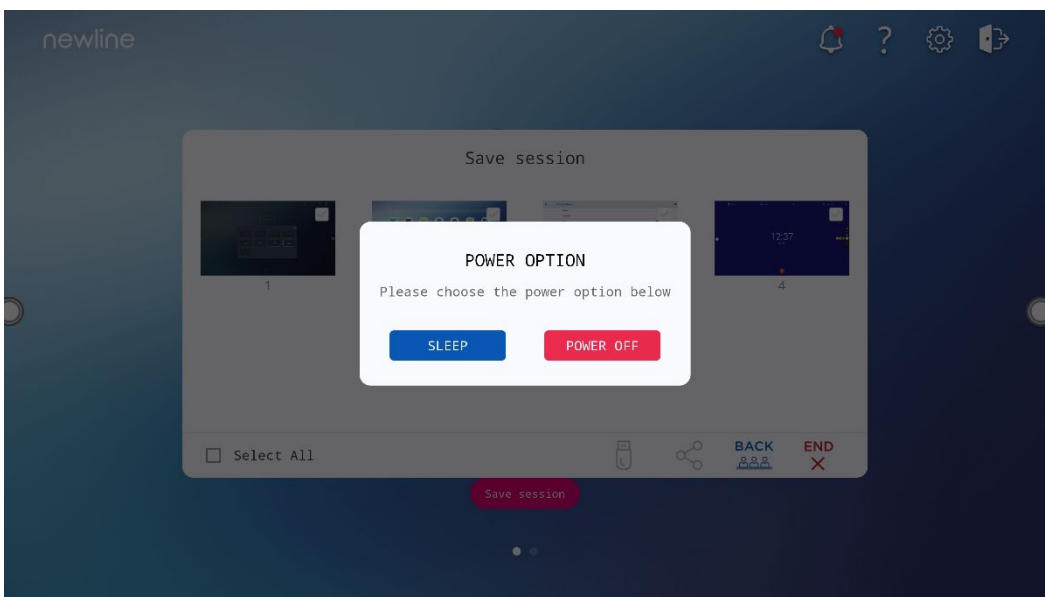 newline
?
Save session
12:37
1
4
POWER OPTION
Please choose the power option below
SLEEP
POWER OFF
Select All
BACK
END
Save session